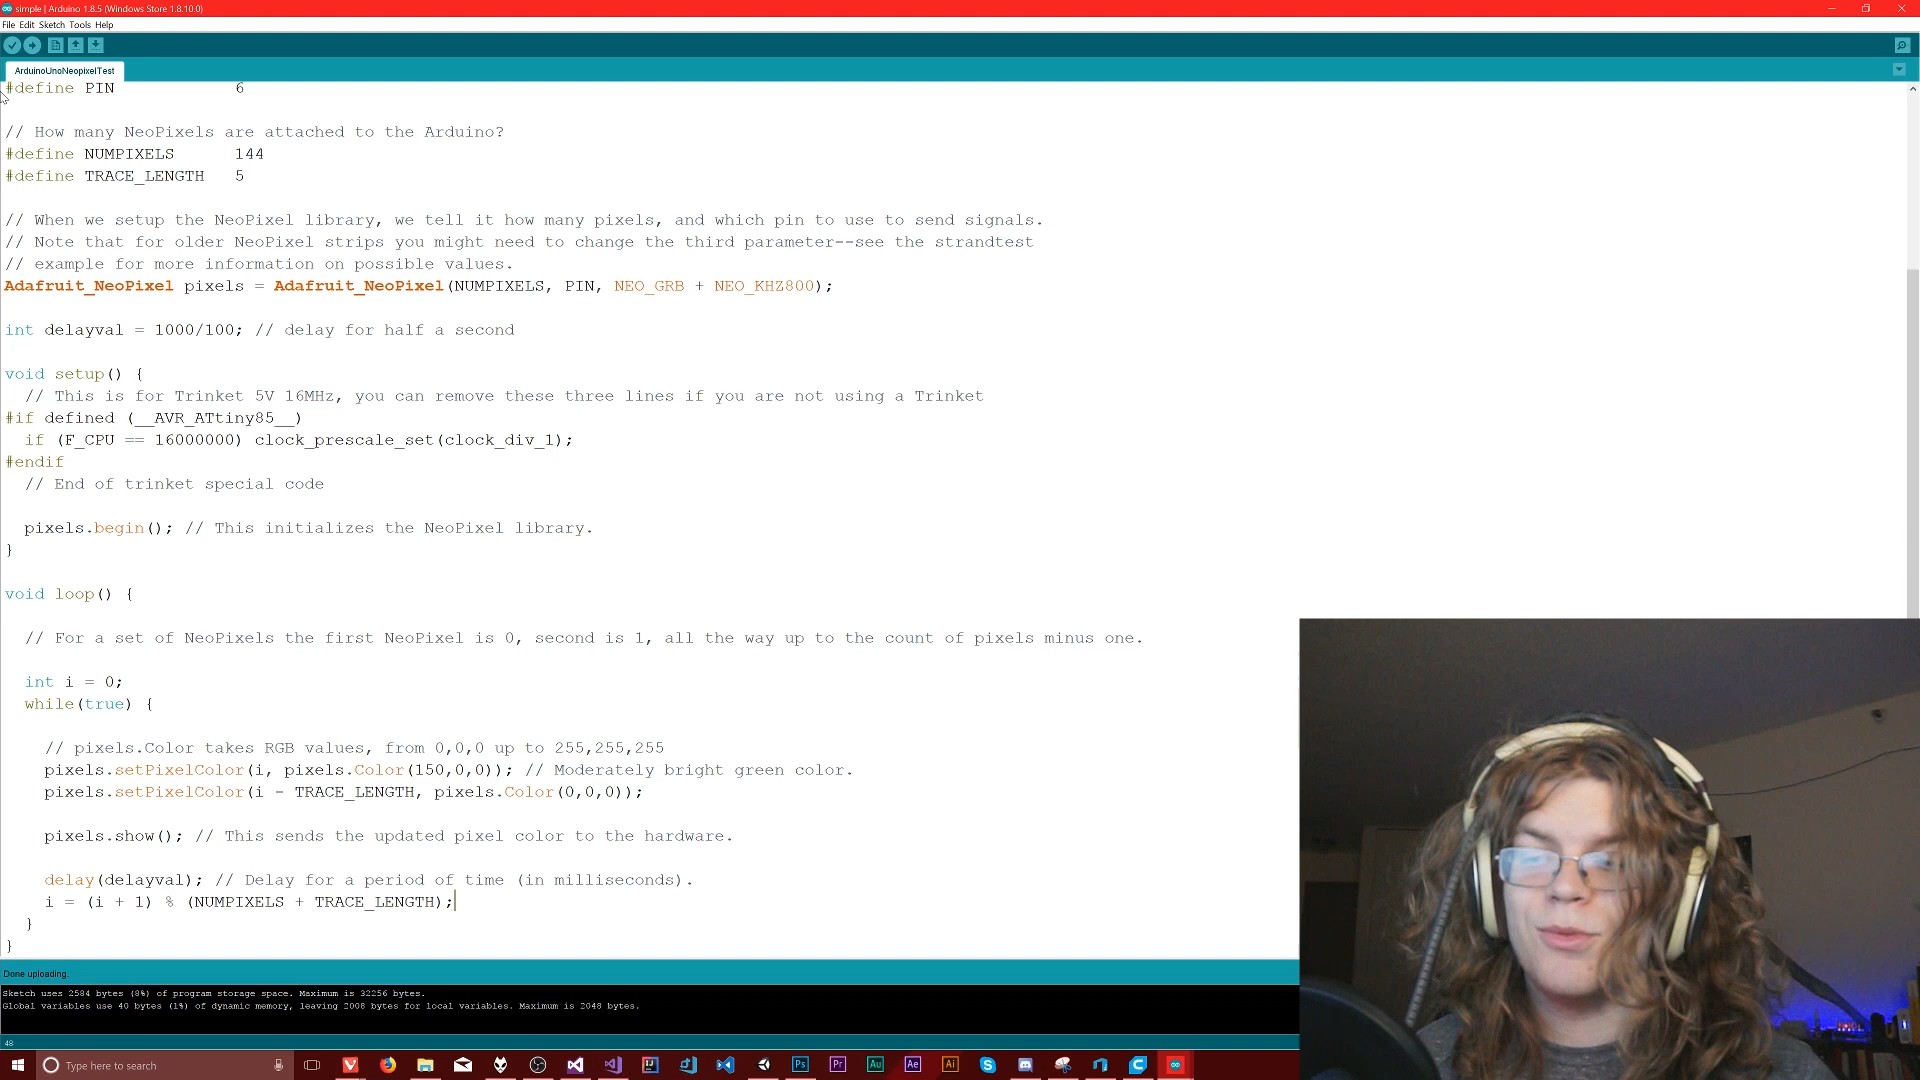 simple | Arduino 1.8.5 (Windows Store 1.8.10.0)
File Edit Sketch Tools Help
ArduinoUnoNeopixelTest
#define PIN 6
// How many NeoPixels are attached to the Arduino?
#define NUMPIXELS 144
#define TRACE_LENGTH 5
// When we setup the NeoPixel library, we tell it how many pixels, and which pin to use to send signals.
// Note that for older NeoPixel strips you might need to change the third parameter--see the strandtest
// example for more information on possible values.
Adafruit_NeoPixel pixels = Adafruit_NeoPixel(NUMPIXELS, PIN, NEO_GRB + NEO_KHZ800);
int delayval = 1000/100; // delay for half a second
void setup() {
// This is for Trinket 5V 16MHz, you can remove these three lines if you are not using a Trinket
#if defined (__AVR_ATtiny85__)
if (F_CPU == 16000000) clock_prescale_set(clock_div_1);
#endif
// End of trinket special code
pixels.begin(); // This initializes the NeoPixel library.
}
void loop() {
// For a set of NeoPixels the first NeoPixel is 0, second is 1, all the way up to the count of pixels minus one.
int i = 0;
while(true) {
// pixels.Color takes RGB values, from 0,0,0 up to 255,255,255
pixels.setPixelColor(i, pixels.Color(150,0,0)); // Moderately bright green color.
pixels.setPixelColor(i - TRACE_LENGTH, pixels.Color(0,0,0));
pixels.show(); // This sends the updated pixel color to the hardware.
delay(delayval); // Delay for a period of time (in milliseconds).
i = (i + 1) % (NUMPIXELS + TRACE_LENGTH);
}
}
Done uploading.
Sketch uses 2584 bytes (8%) of program storage space. Maximum is 32256 bytes.
Global variables use 40 bytes (1%) of dynamic memory, leaving 2008 bytes for local variables. Maximum is 2048 bytes.
48
Type here to search
Ps
Pr
Au
Ae
Ai